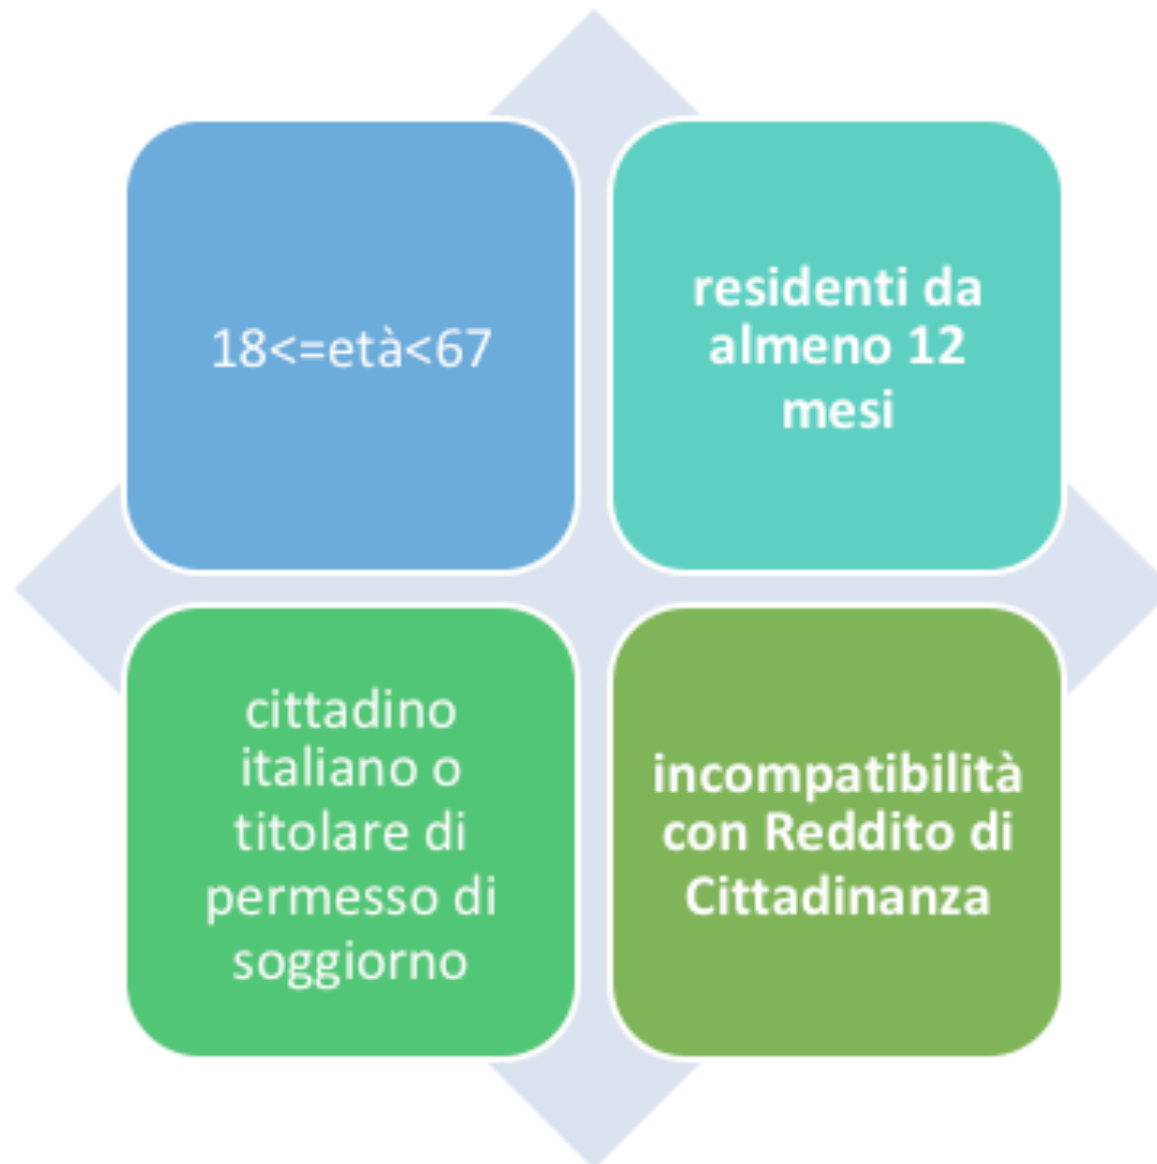 18<=età<67
residenti da
almeno 12
mesi
cittadino
italiano o
titolare di
permesso di
soggiorno
incompatibilità
con Reddito di
Cittadinanza